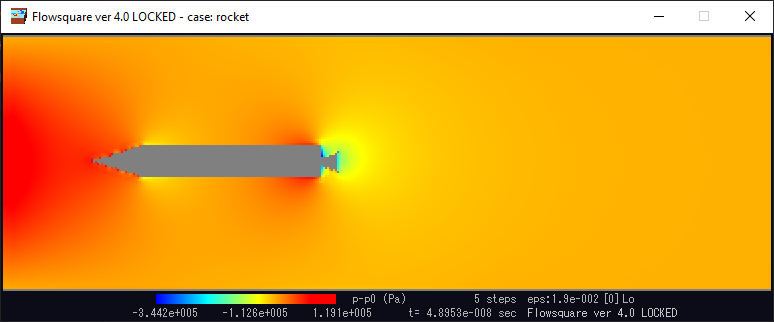 Flowsquare ver 4.0 LOCKED - case: rocket
p-p0 (Pa) 5 steps eps:1.9e-002 [0]Lo
-3.442e+005 -1.126e+005 1.191e+005 t= 4.8953e-008 sec Flowsquare ver 4.0 LOCKED